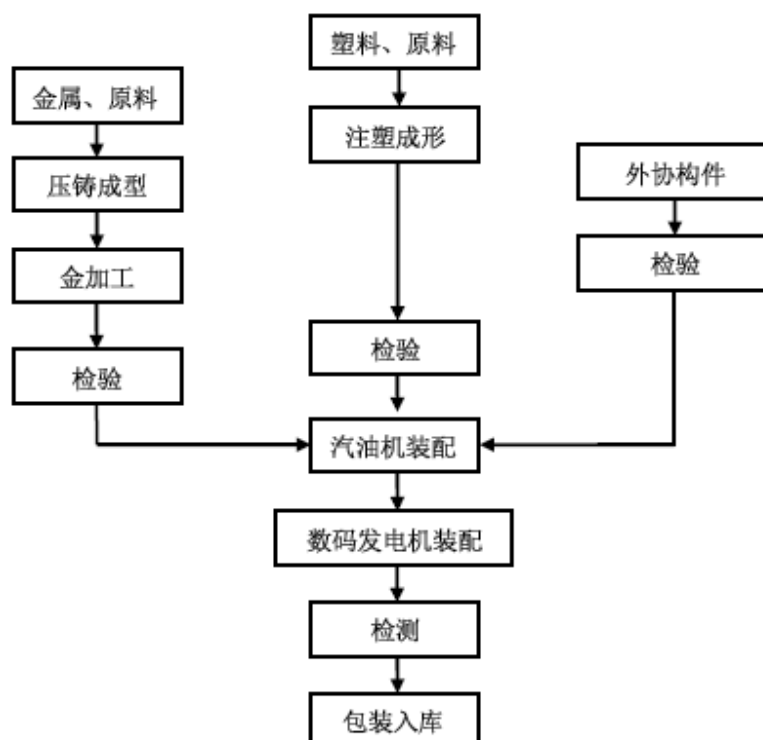 塑料、原料
金属、原料
注塑成形
外协构件
压铸成型
检验
金加工
检验
检验
汽油机装配
数码发电机装配
检测
包装入库